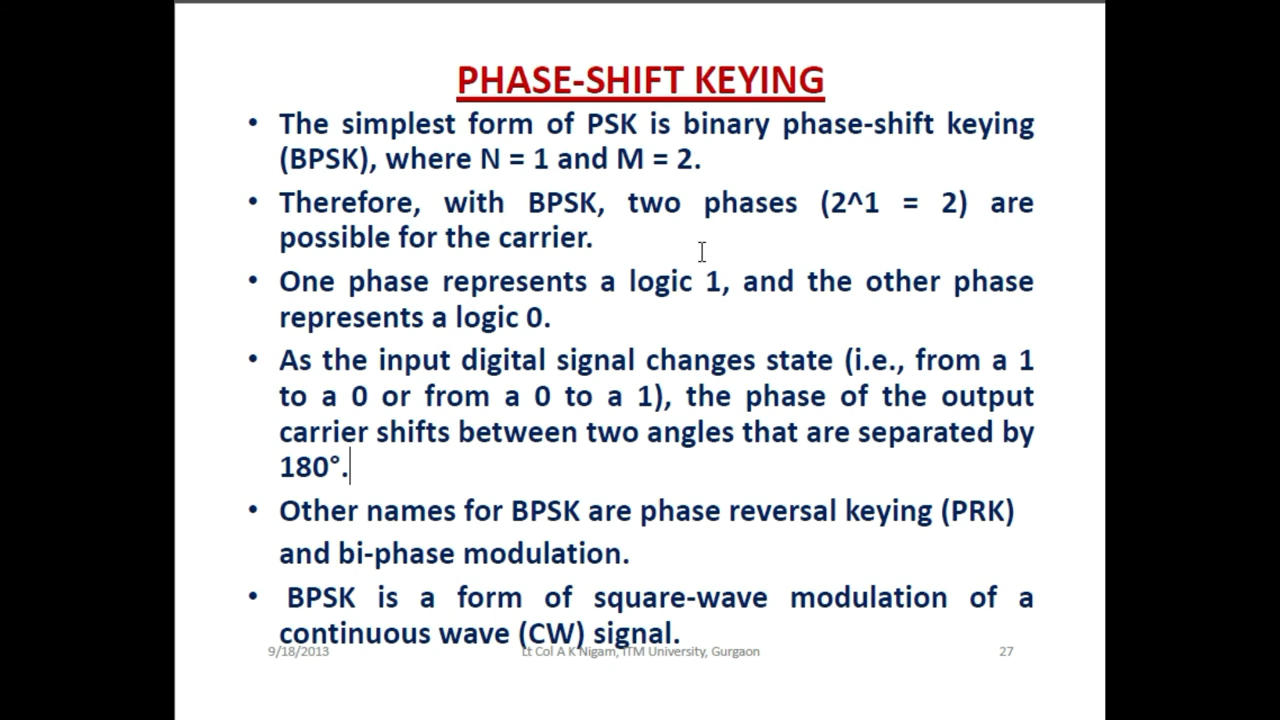 PHASE-SHIFT KEYING
• The simplest form of PSK is binary phase-shift keying
(BPSK), where N = 1 and M = 2.
• Therefore, with BPSK, two phases (2^1 = 2) are
possible for the carrier.
• One phase represents a logic 1, and the other phase
represents a logic 0.
• As the input digital signal changes state (i.e., from a 1
to a 0 or from a 0 to a 1), the phase of the output
carrier shifts between two angles that are separated by
180°.
• Other names for BPSK are phase reversal keying (PRK)
and bi-phase modulation.
• BPSK is a form of square-wave modulation of a
continuous wave (CW) signal.
9/18/2013 Lt Col A K Nigam, ITM University, Gurgaon 27